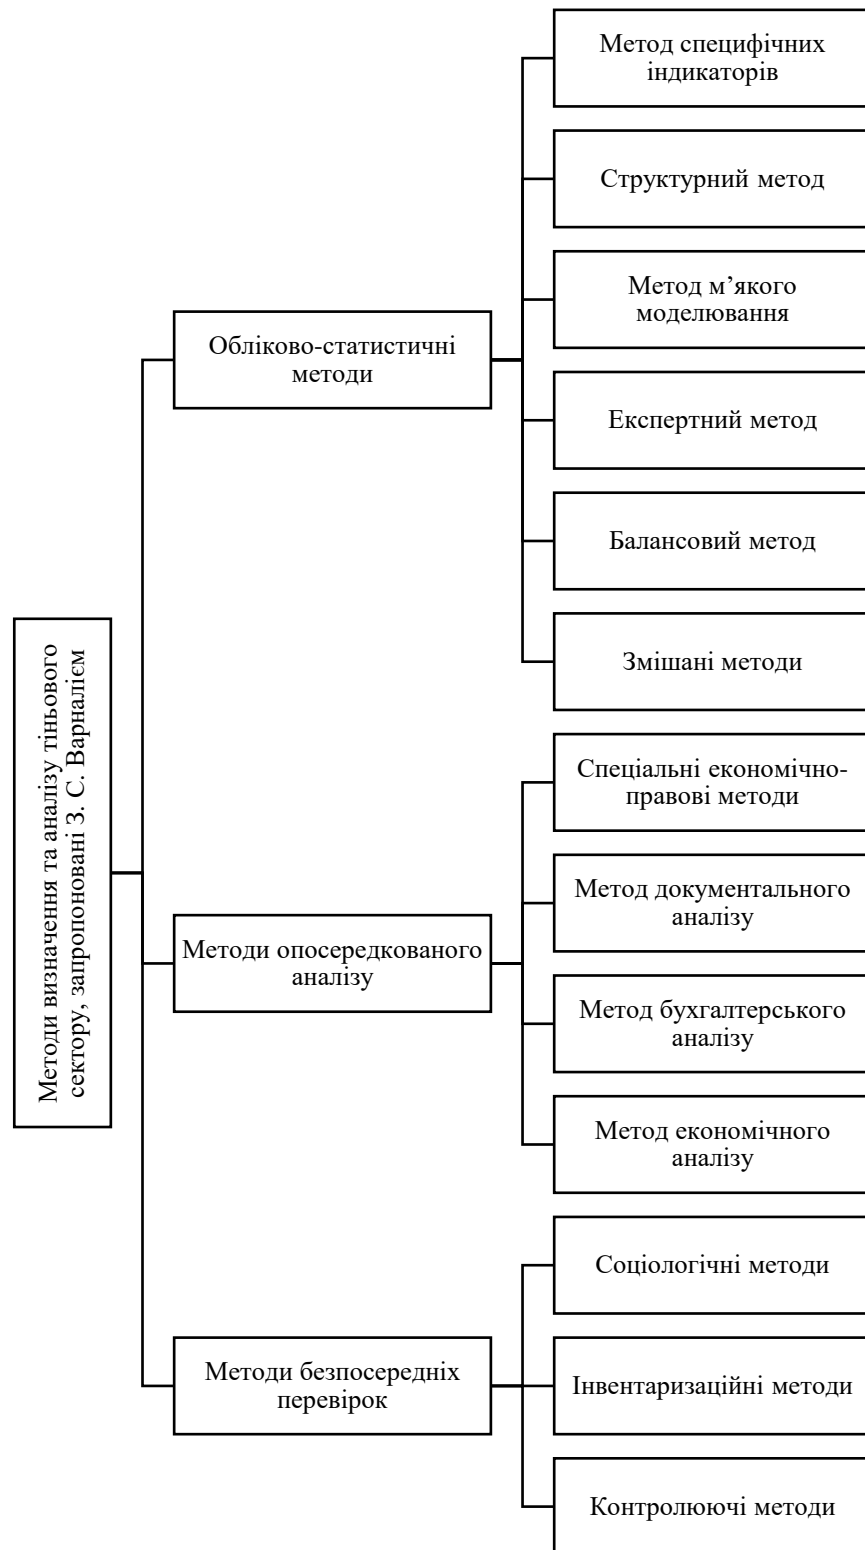 Методи визначення та аналізу тіньового
сектору, запропоновані З. С. Варналієм
Обліково-статистичні
методи
Метод специфічних
індикаторів
Структурний метод
Метод м’якого
моделювання
Експертний метод
Балансовий метод
Змішані методи
Методи опосередкованого
аналізу
Спеціальні економічно-
правові методи
Метод документального
аналізу
Метод бухгалтерського
аналізу
Метод економічного
аналізу
Методи безпосередніх
перевірок
Соціологічні методи
Інвентаризаційні методи
Контролюючі методи